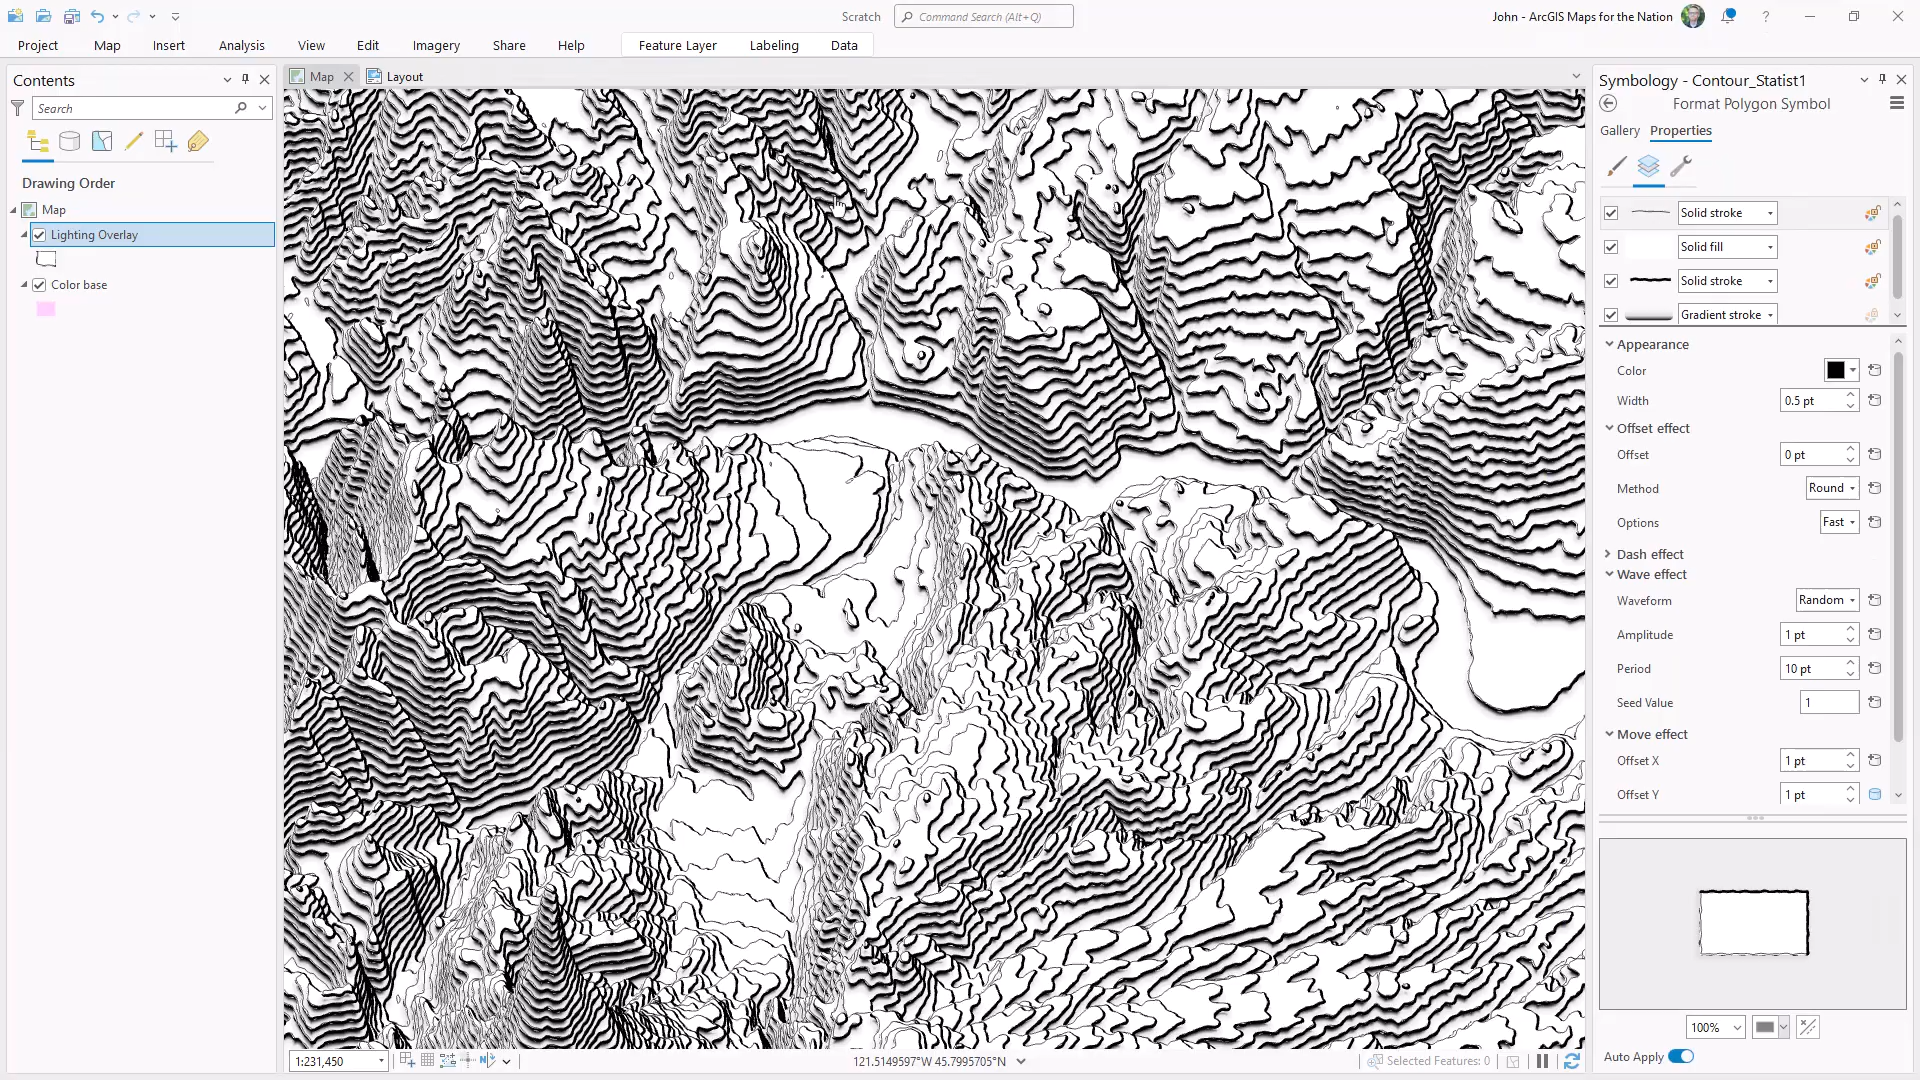 Scratch
Command Search (Alt+Q)
John - ArcGIS Maps for the Nation
?
Project
Map
Insert
Analysis
View
Edit
Imagery
Share
Help
Feature Layer
Labeling
Data
Contents
Search
Drawing Order
Map
Lighting Overlay
Color base
Map
Layout
Symbology - Contour_Statist1
Format Polygon Symbol
Gallery
Properties
Solid stroke
Solid fill
Solid stroke
Gradient stroke
Appearance
Color
Width
0.5 pt
Offset effect
Offset
0 pt
Method
Round
Options
Fast
Dash effect
Wave effect
Waveform
Random
Amplitude
1 pt
Period
10 pt
Seed Value
1
Move effect
Offset X
1 pt
Offset Y
1 pt
100%
Auto Apply
1:231,450
121.5149597°W 45.7995705°N
Selected Features: 0